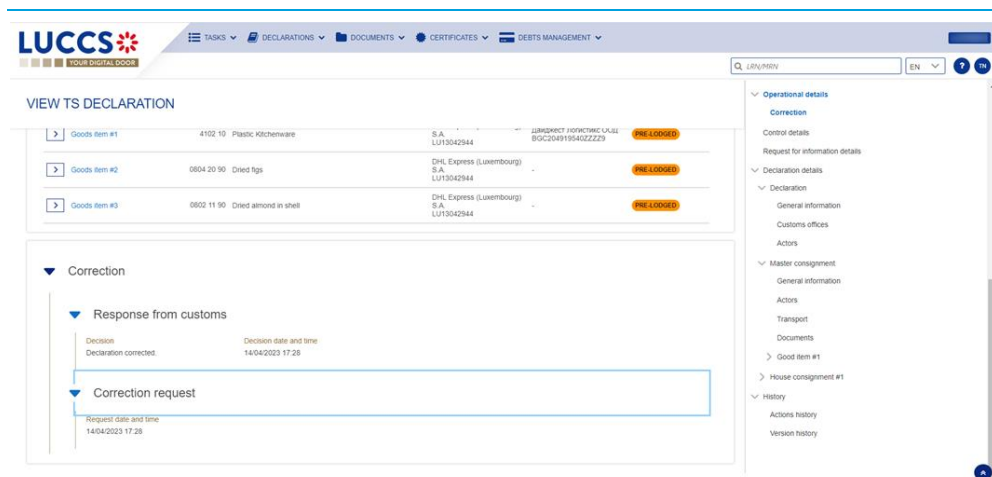 LUCCS
YOUR DIGITAL DOOR
TASKS
DECLARATIONS
DOCUMENTS
CERTIFICATES
DEBTS MANAGEMENT
LRN/MRN
EN
?
TN
VIEW TS DECLARATION
Goods item #1
4102 10 Plastic Kitchenware
S.A.
LU13042944
BGC204919540ZZZZ9
PRE-LODGED
Goods item #2
0804 20 90 Dried figs
DHL Express (Luxembourg)
S.A.
LU13042944
-
PRE-LODGED
Goods item #3
0802 11 90 Dried almond in shell
DHL Express (Luxembourg)
S.A.
LU13042944
-
PRE-LODGED
Correction
Response from customs
Decision
Declaration corrected.
Decision date and time
14/04/2023 17:28
Correction request
Request date and time
14/04/2023 17:28
Operational details
Correction
Control details
Request for information details
Declaration details
Declaration
General information
Customs offices
Actors
Master consignment
General information
Actors
Transport
Documents
Good item #1
House consignment #1
History
Actions history
Version history